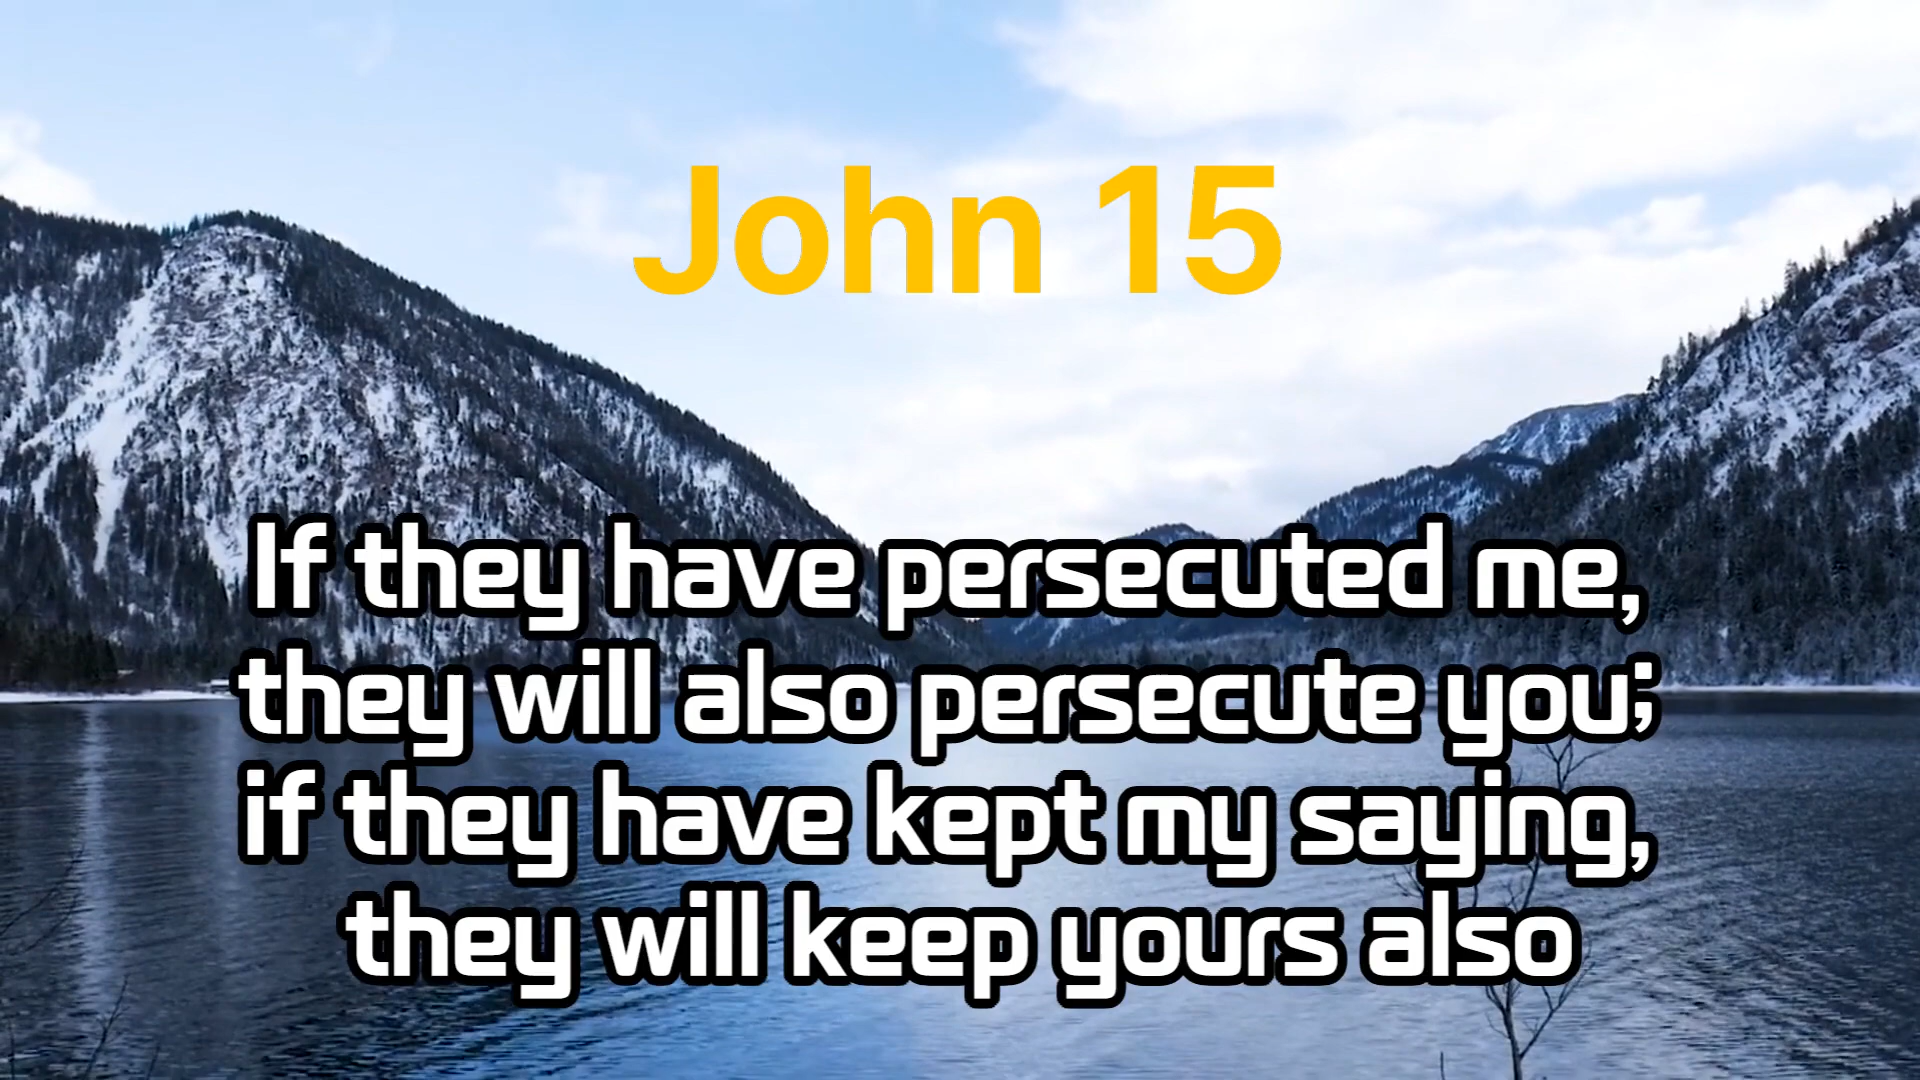 John 15
If they have persecuted me,
they will also persecute you;
if they have kept my saying,
they will keep yours also